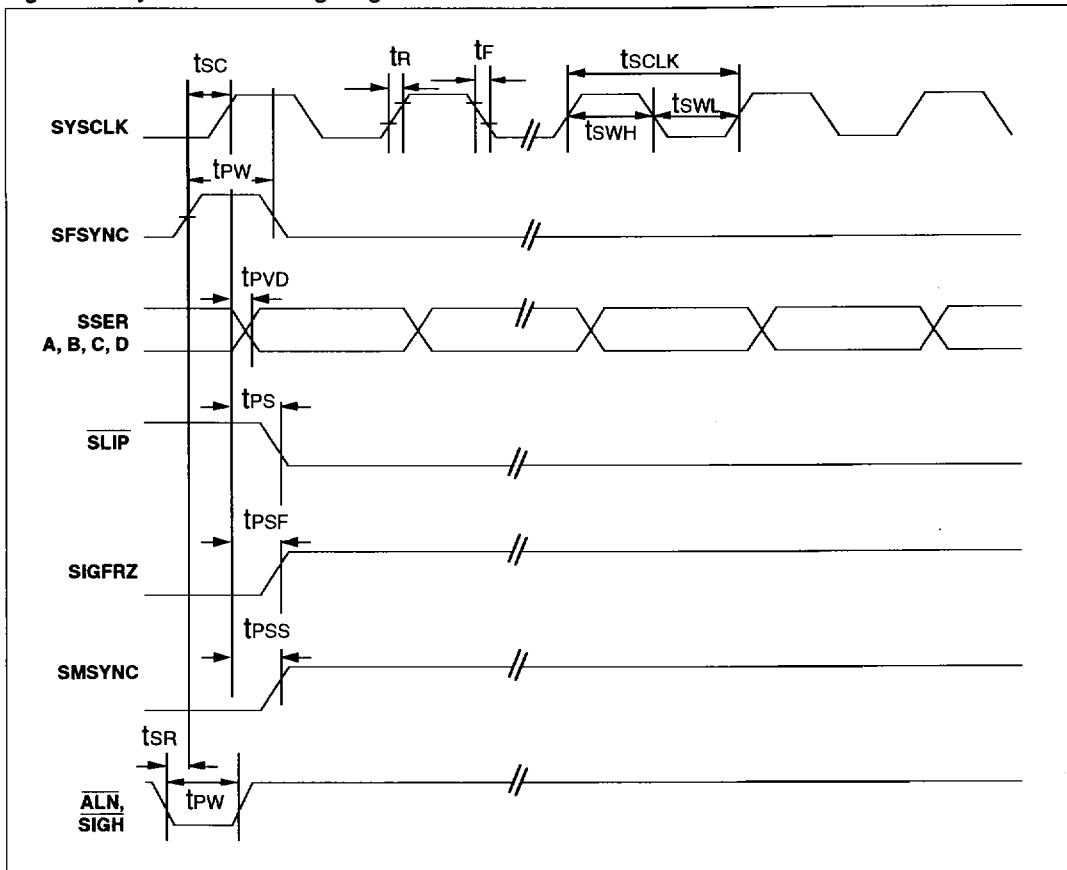 tSC
tR
tF
tSCLK
SYSCLK
tSWH
tSWL
tPW
SFSYNC
tPVD
SSER
A, B, C, D
tPS
SLIP
tPSF
SIGFRZ
tPSS
SMSYNC
tSR
tPW
ALN,
SIGH